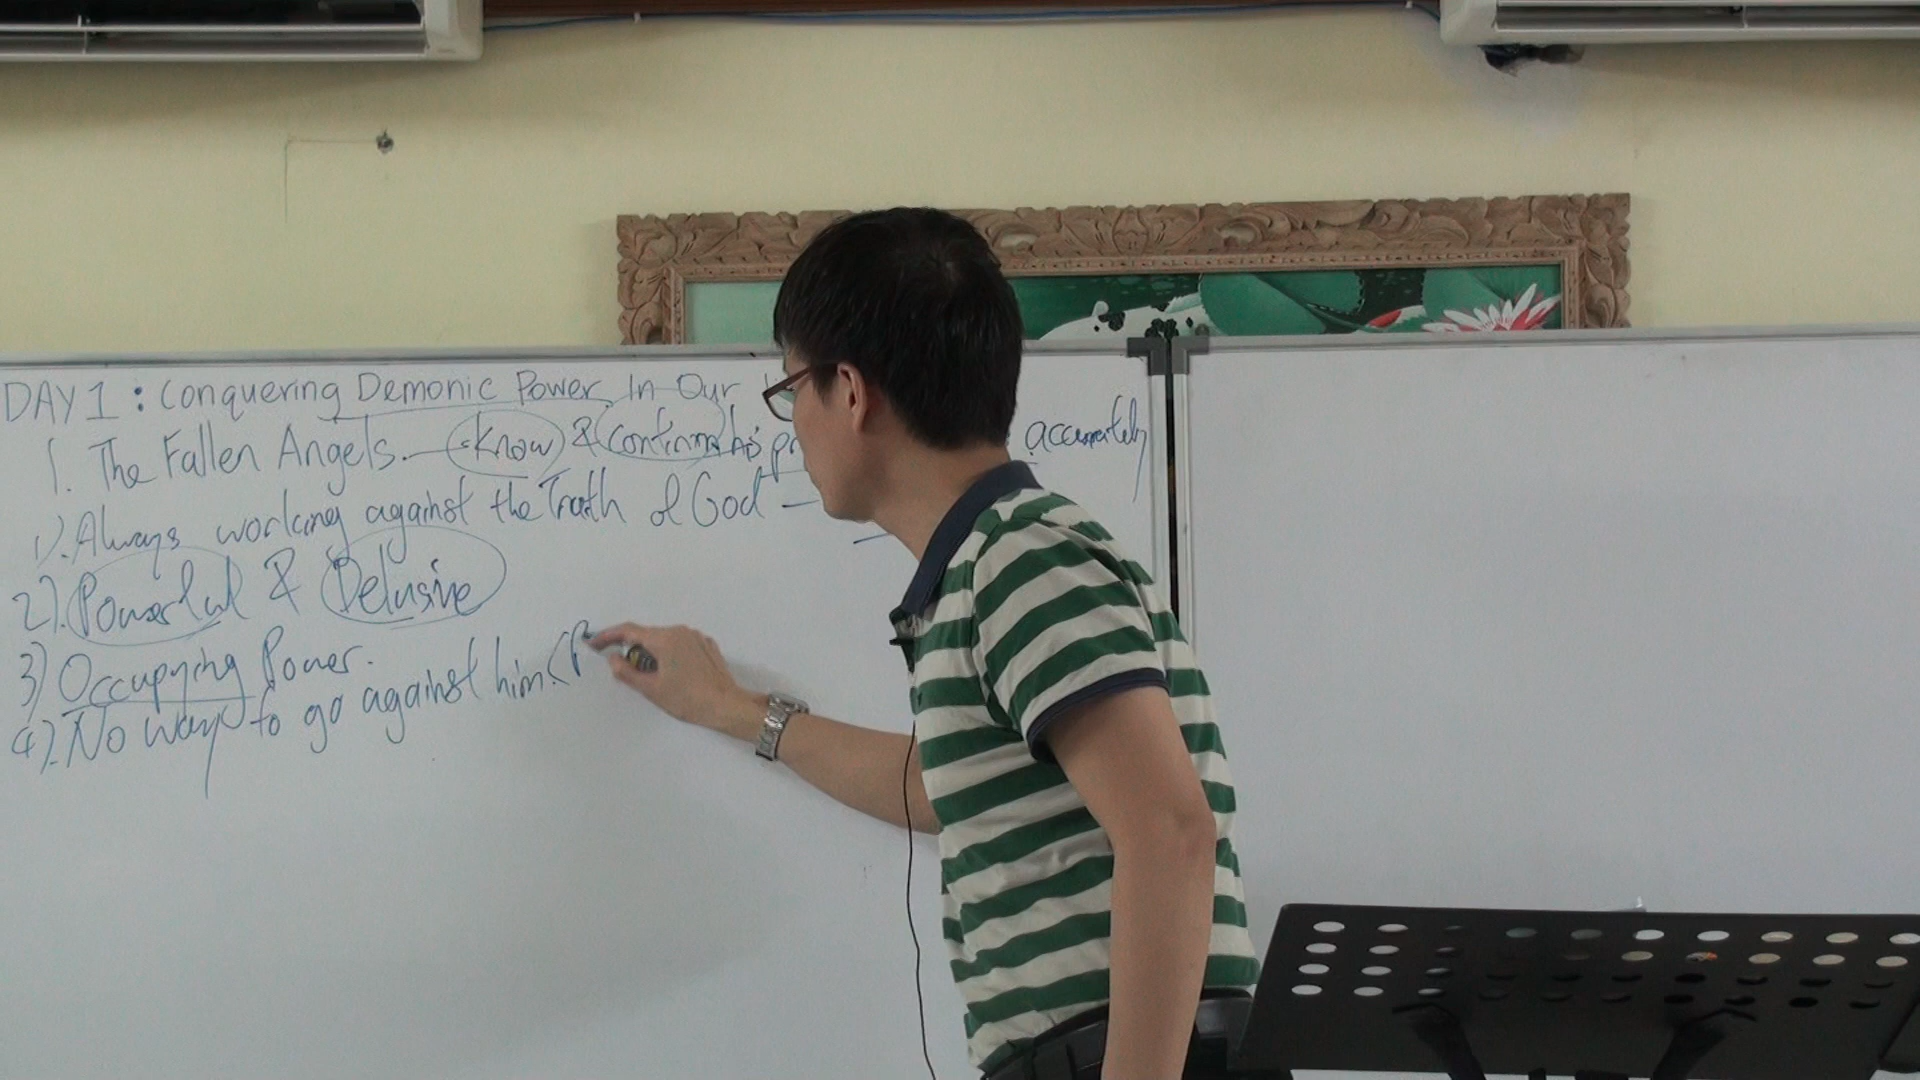 DAY 1 : Conquering Demonic Power In Our
1. The Fallen Angels. — Know & Confirm his accurately
1). Always working against the Truth of God —
2). Powerful & Delusive
3) Occupying Power.
4). No way to go against him. (P